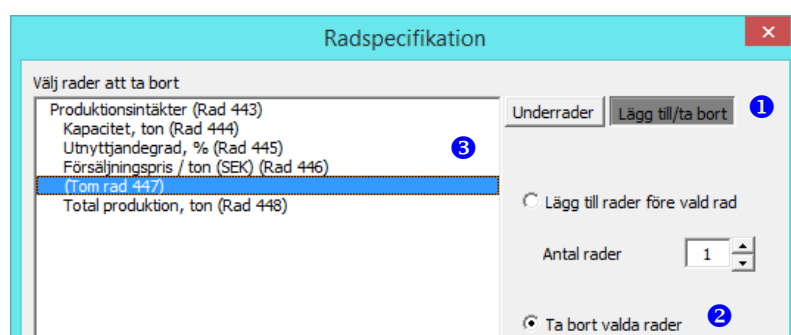 Radspecifikation
×
Välj rader att ta bort
Produktionsintäkter (Rad 443)
Kapacitet, ton (Rad 444)
Utnyttjandegrad, % (Rad 445)
Försäljningspris / ton (SEK) (Rad 446)
(Tom rad 447)
Total produktion, ton (Rad 448)
3
Underrader Lägg till/ta bort 1
Lägg till rader före vald rad
Antal rader 1
Ta bort valda rader 2